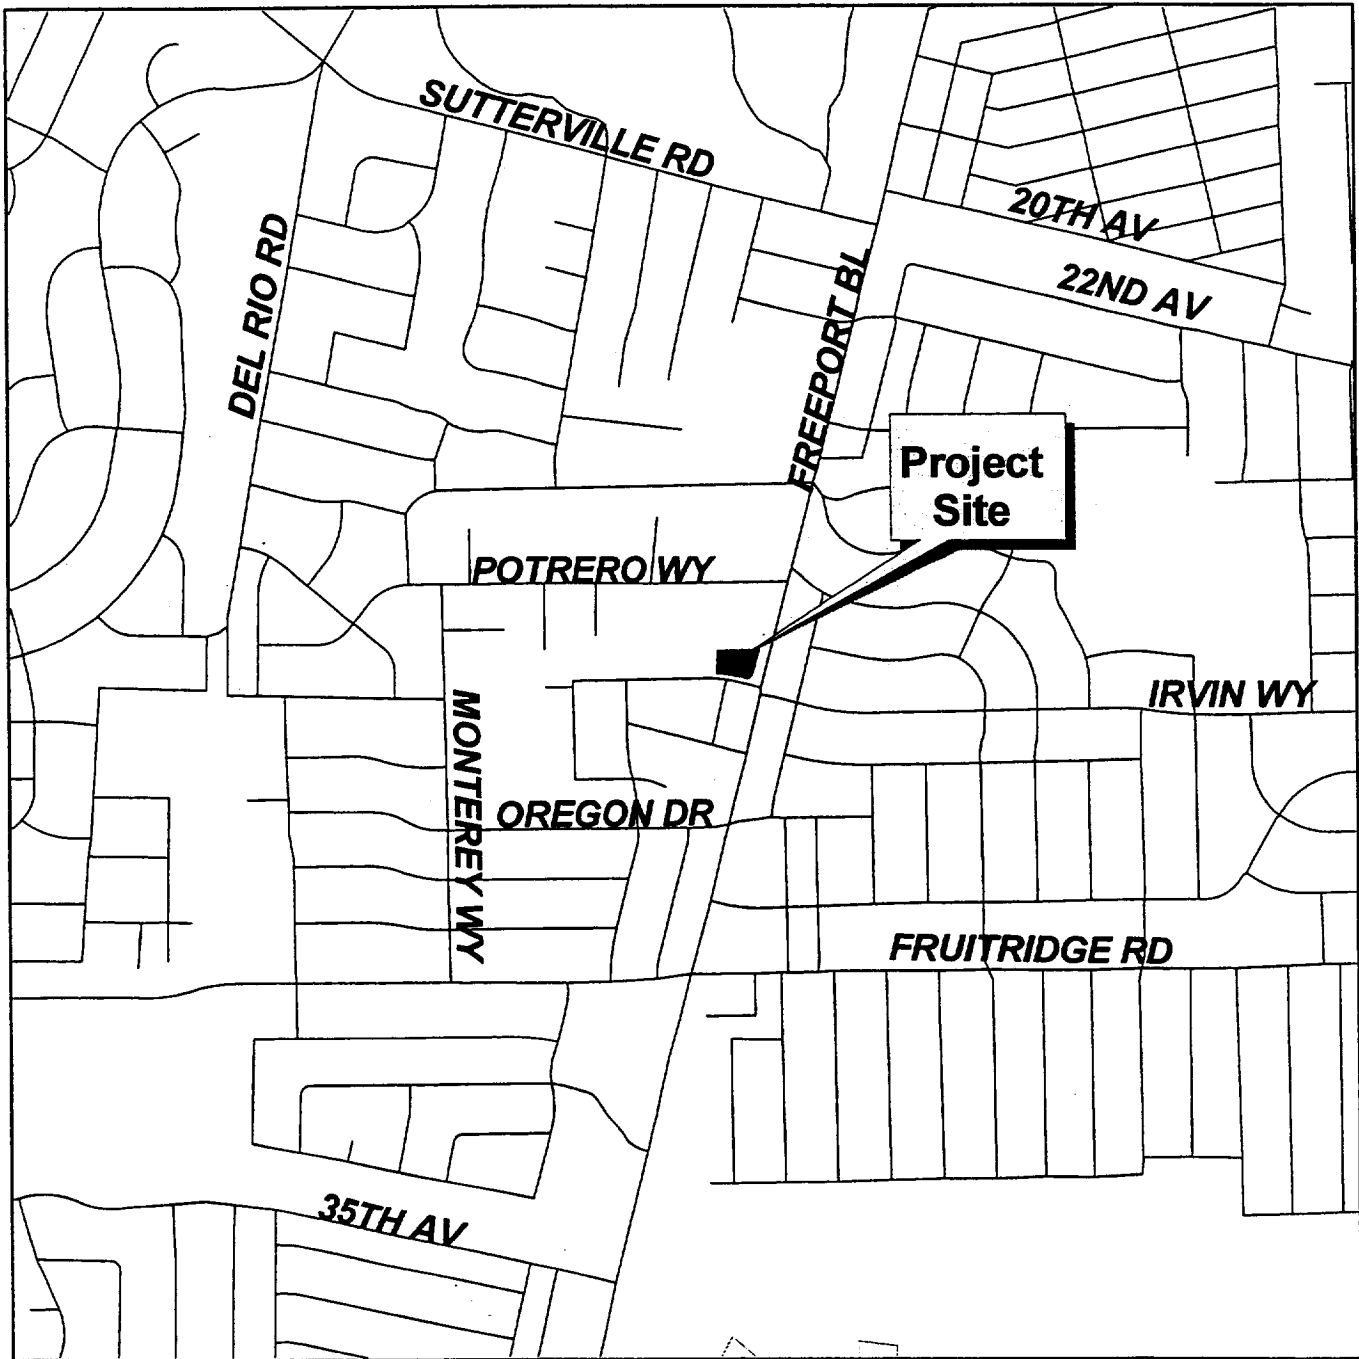 SUTTERVILLE RD
20TH AV
22ND AV
DEL RIO RD
FREEPORT BL
Project
Site
POTRERO WY
IRVIN WY
MONTEREY WY
OREGON DR
FRUITRIDGE RD
35TH AV